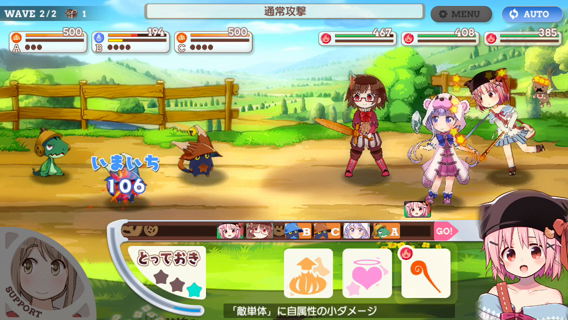 WAVE 2/2 1
通常攻撃
MENU
AUTO
500
A
194
B
500
C
467
408
385
いまいち
106
B C A GO!
とっておき
SUPPORT
「敵単体」に自属性の小ダメージ